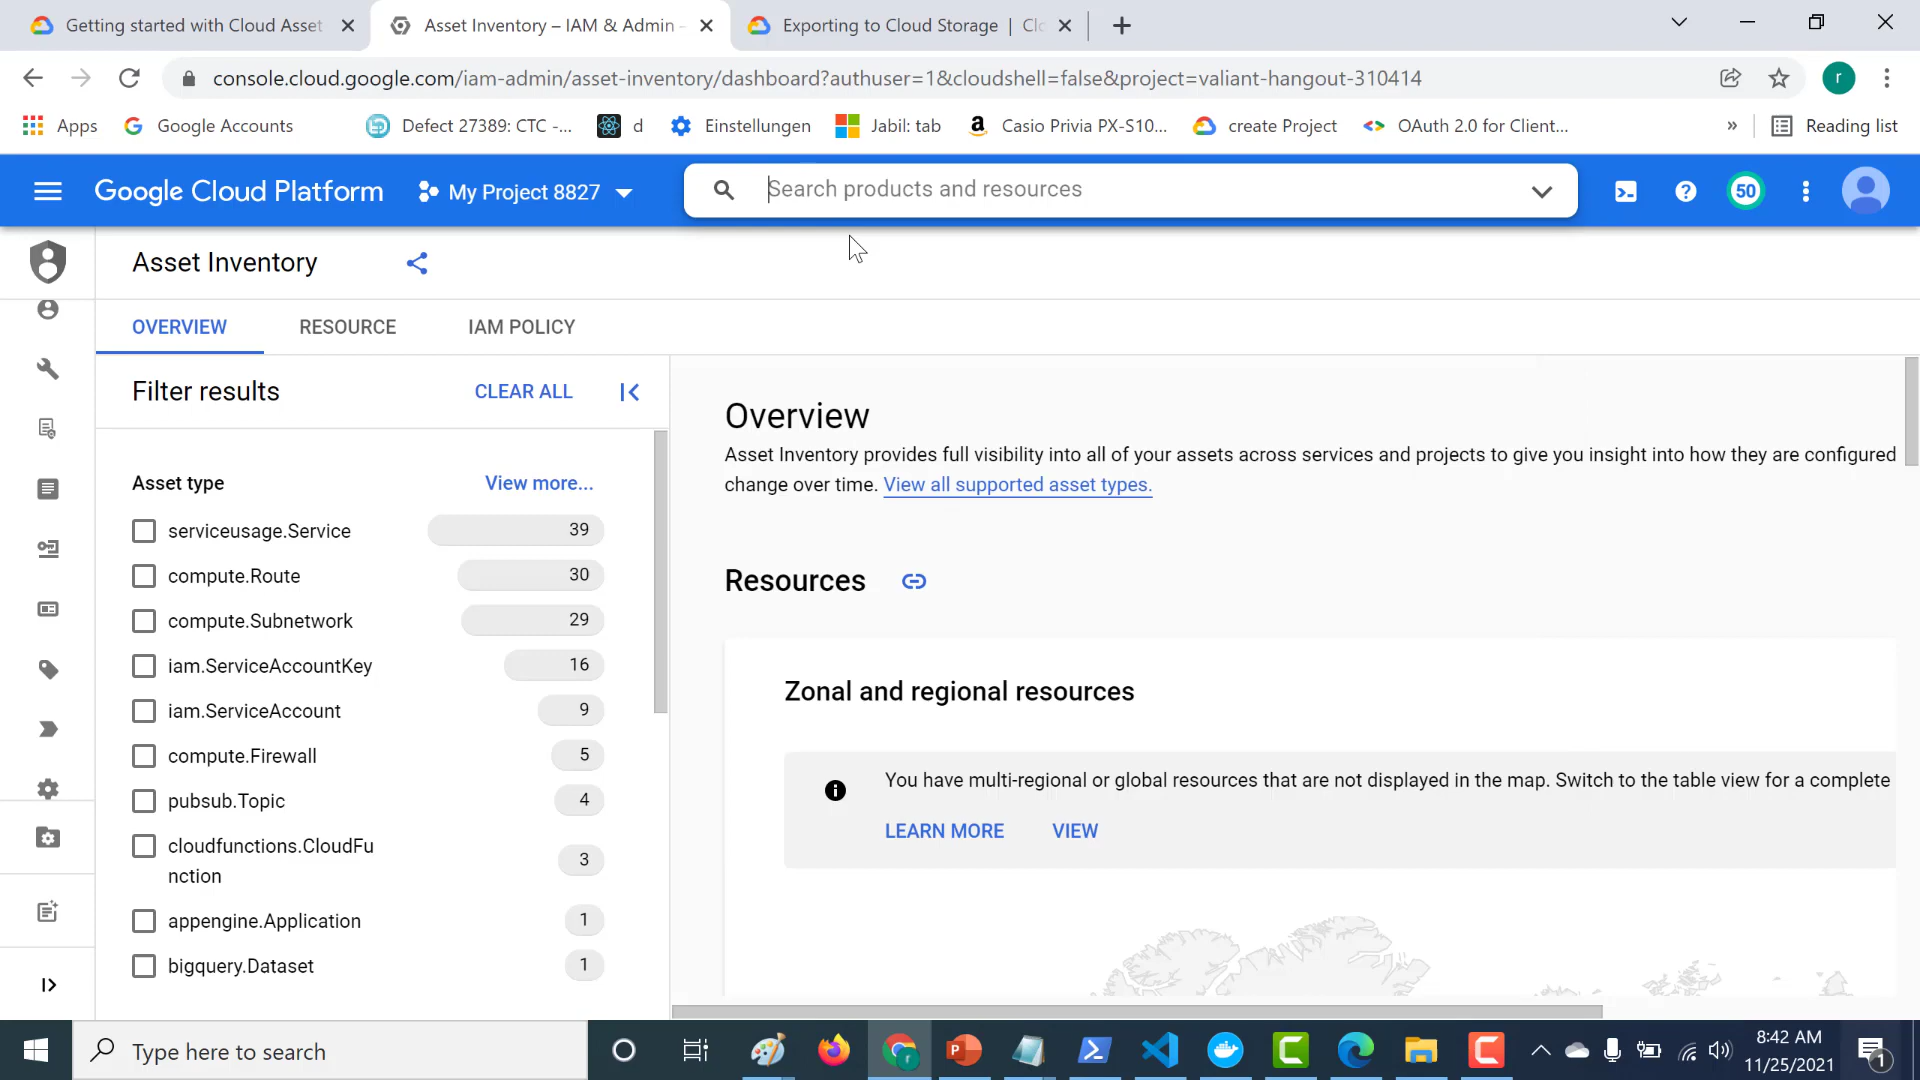 Getting started with Cloud Asset
Asset Inventory – IAM & Admin -
Exporting to Cloud Storage | Clo
console.cloud.google.com/iam-admin/asset-inventory/dashboard?authuser=1&cloudshell=false&project=valiant-hangout-310414
r
Apps
Google Accounts
Defect 27389: CTC -...
d
Einstellungen
Jabil: tab
Casio Privia PX-S10...
create Project
OAuth 2.0 for Client...
»
Reading list
Google Cloud Platform
My Project 8827
Search products and resources
50
Asset Inventory
OVERVIEW
RESOURCE
IAM POLICY
Filter results
CLEAR ALL
Asset type
View more...
serviceusage.Service 39
compute.Route 30
compute.Subnetwork 29
iam.ServiceAccountKey 16
iam.ServiceAccount 9
compute.Firewall 5
pubsub.Topic 4
cloudfunctions.CloudFu
nction 3
appengine.Application 1
bigquery.Dataset 1
Overview
Asset Inventory provides full visibility into all of your assets across services and projects to give you insight into how they are configured
change over time. View all supported asset types.
Resources
Zonal and regional resources
You have multi-regional or global resources that are not displayed in the map. Switch to the table view for a complete
LEARN MORE
VIEW
Type here to search
8:42 AM
11/25/2021
1